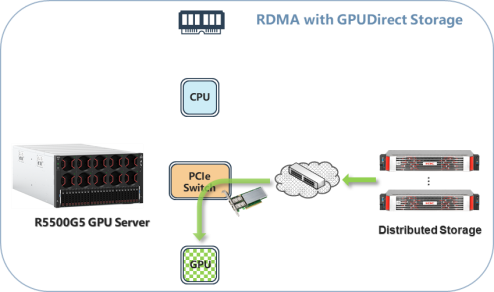 RDMA with GPUDirect Storage
CPU
PCIe
Switch
R5500G5 GPU Server
Distributed Storage
GPU